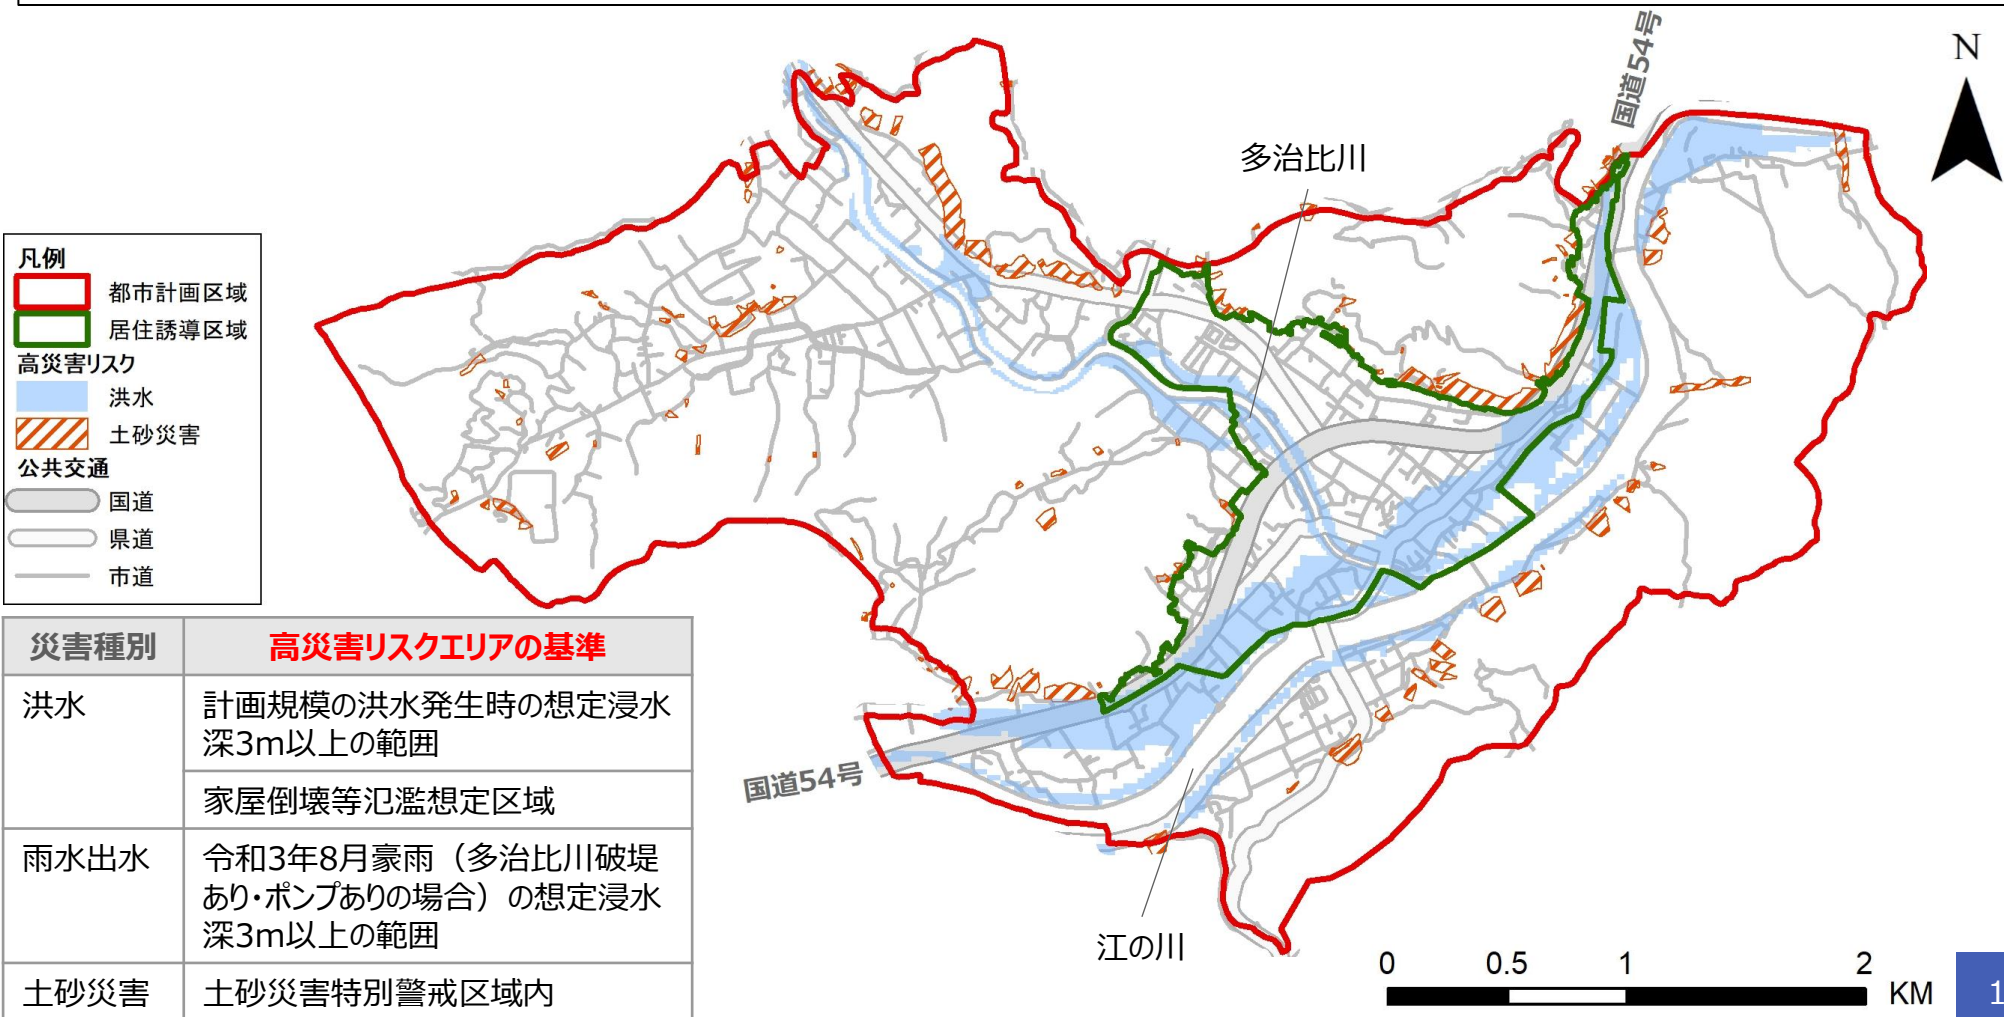 国道54号
N
多治比川
凡例
都市計画区域
居住誘導区域
高災害リスク
洪水
土砂災害
公共交通
国道
県道
市道
災害種別
高災害リスクエリアの基準
洪水
計画規模の洪水発生時の想定浸水
深3m以上の範囲
家屋倒壊等氾濫想定区域
雨水出水
令和3年8月豪雨（多治比川破堤
あり・ポンプありの場合）の想定浸水
深3m以上の範囲
土砂災害
土砂災害特別警戒区域内
国道54号
江の川
0 0.5 1 2
KM
1